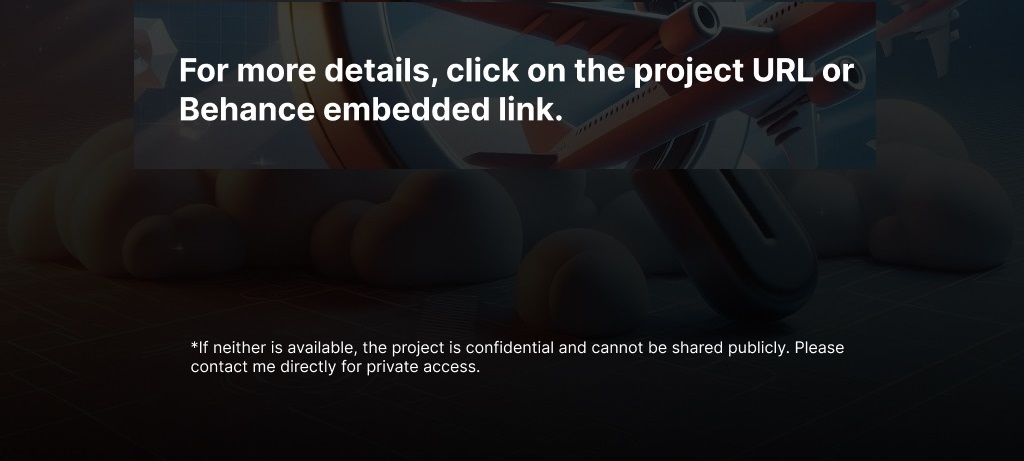 For more details, click on the project URL or
Behance embedded link.
*If neither is available, the project is confidential and cannot be shared publicly. Please
contact me directly for private access.